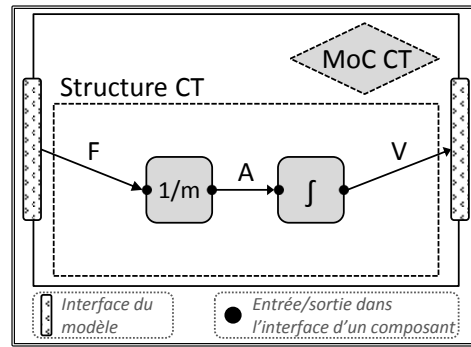 MoC CT
Structure CT
F
1/m
A
∫
V
Interface du
modèle
Entrée/sortie dans
l'interface d'un composant